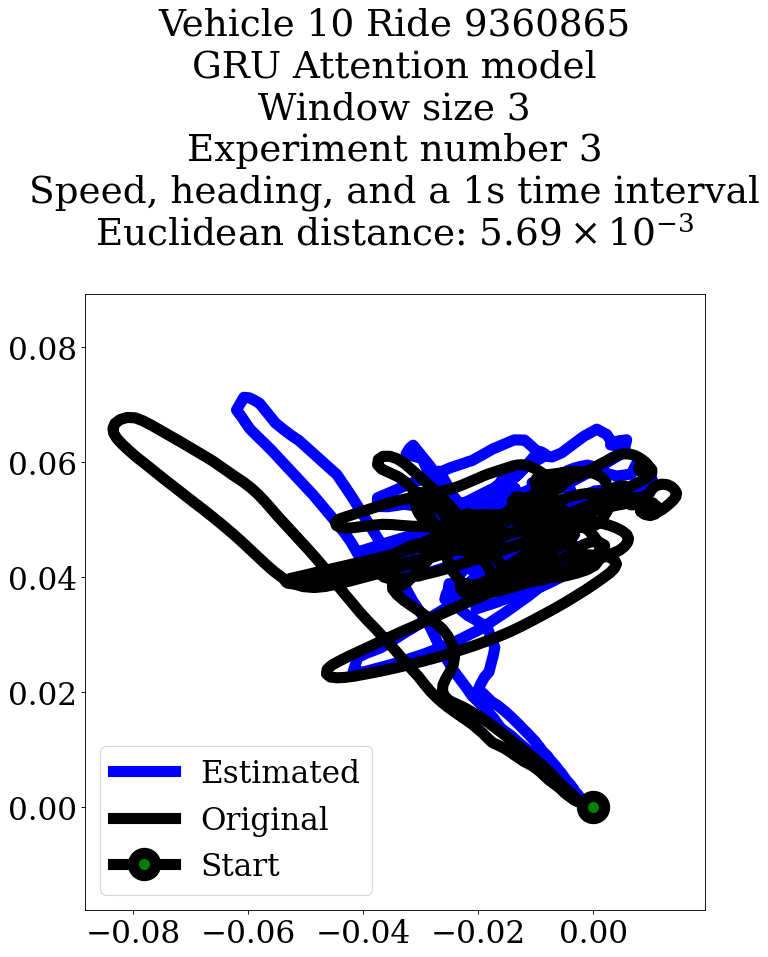 Vehicle 10 Ride 9360865
GRU Attention model
Window size 3
Experiment number 3
Speed, heading, and a 1s time interval
Euclidean distance: 5.69 × 10⁻³
0.08
0.06
0.04
0.02
0.00
Estimated
Original
Start
−0.08 −0.06 −0.04 −0.02 0.00